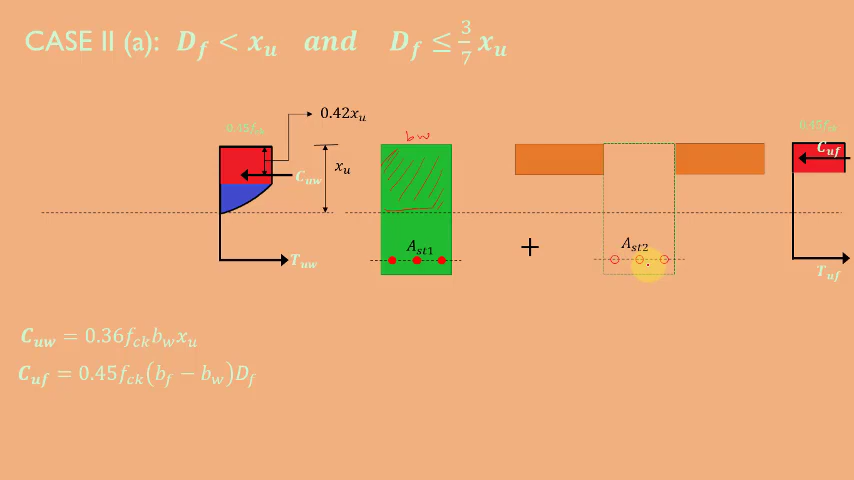 CASE II (a): D_f < x_u and D_f ≤ 3/7 x_u
0.42x_u
0.45f_ck
0.45f_ck
bw
C_uf
x_u
C_uw
A_st1
+
A_st2
T_uw
T_uf
C_uw = 0.36f_ck b_w x_u
C_uf = 0.45f_ck(b_f − b_w)D_f